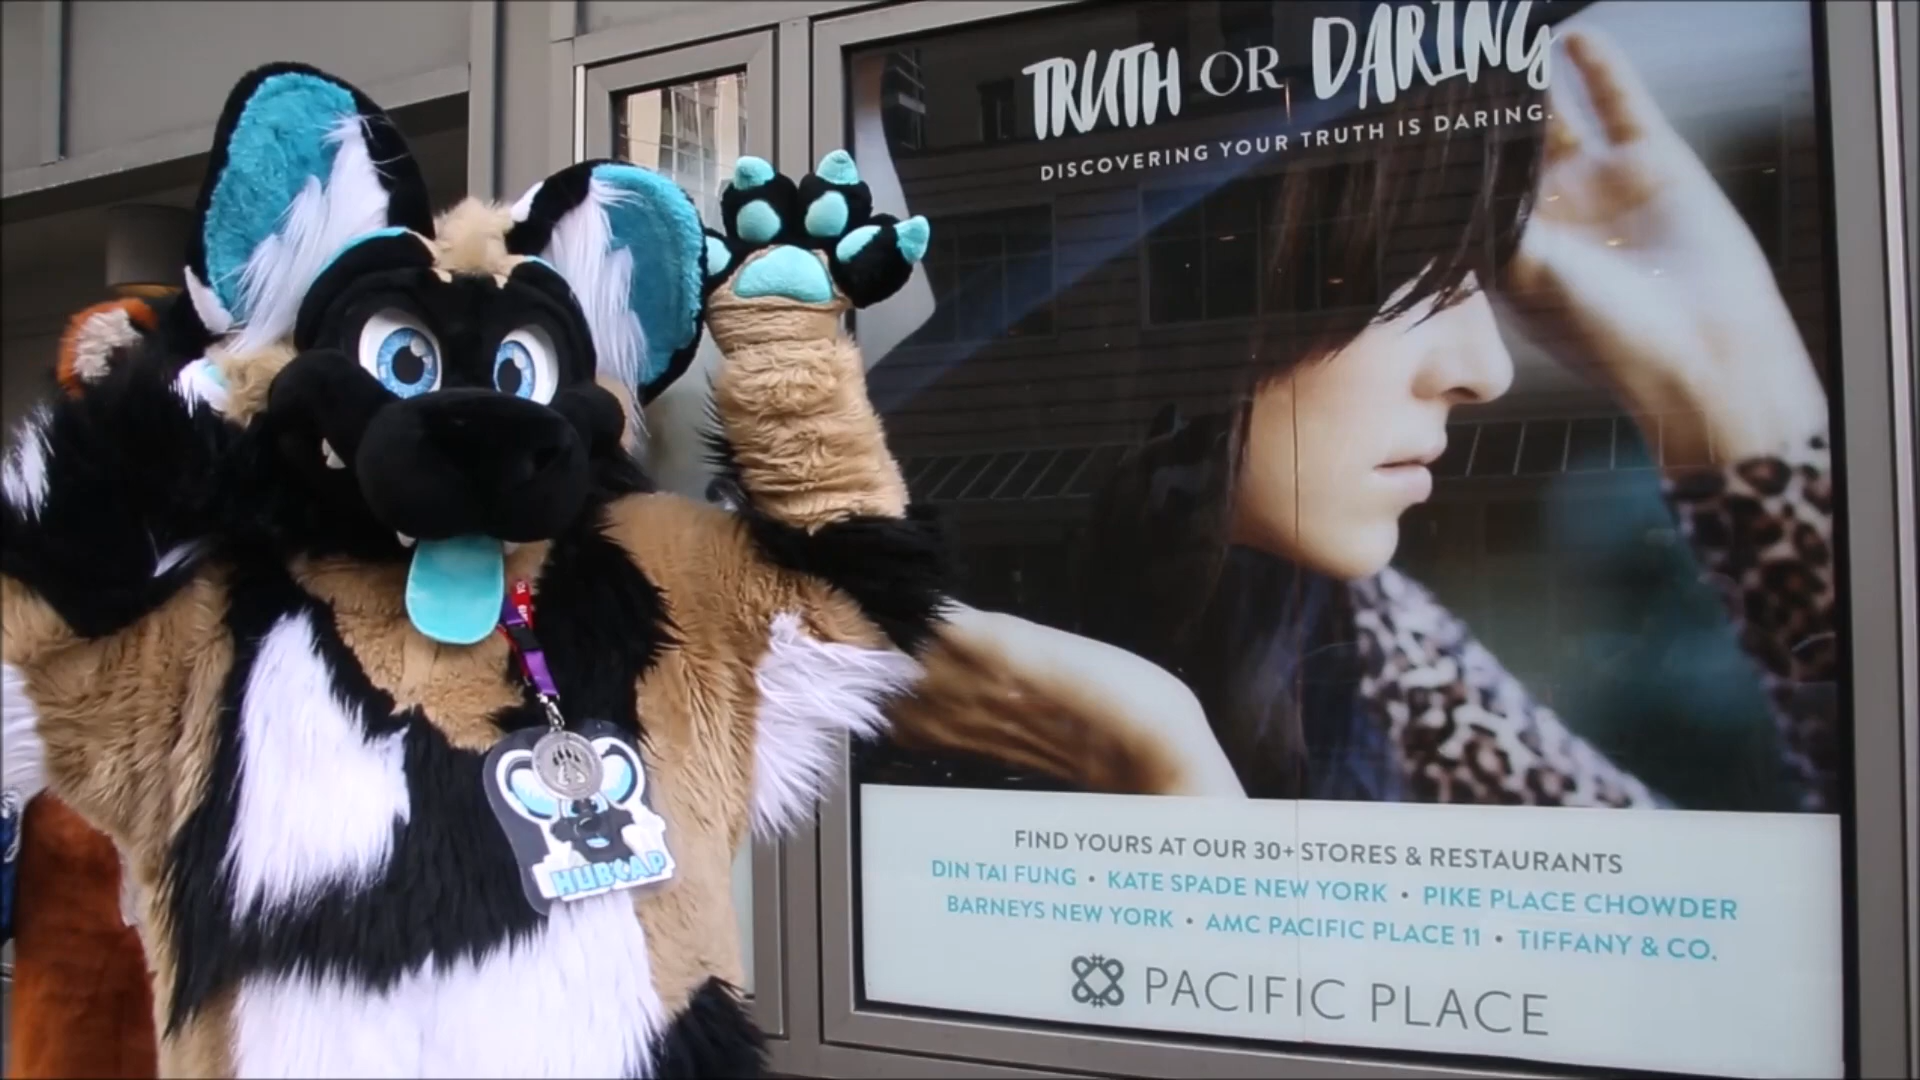 TRUTH OR DARING
DISCOVERING YOUR TRUTH IS DARING.
HUBCAP
FIND YOURS AT OUR 30+ STORES & RESTAURANTS
DIN TAI FUNG • KATE SPADE NEW YORK • PIKE PLACE CHOWDER
BARNEYS NEW YORK • AMC PACIFIC PLACE 11 • TIFFANY & CO.
PACIFIC PLACE